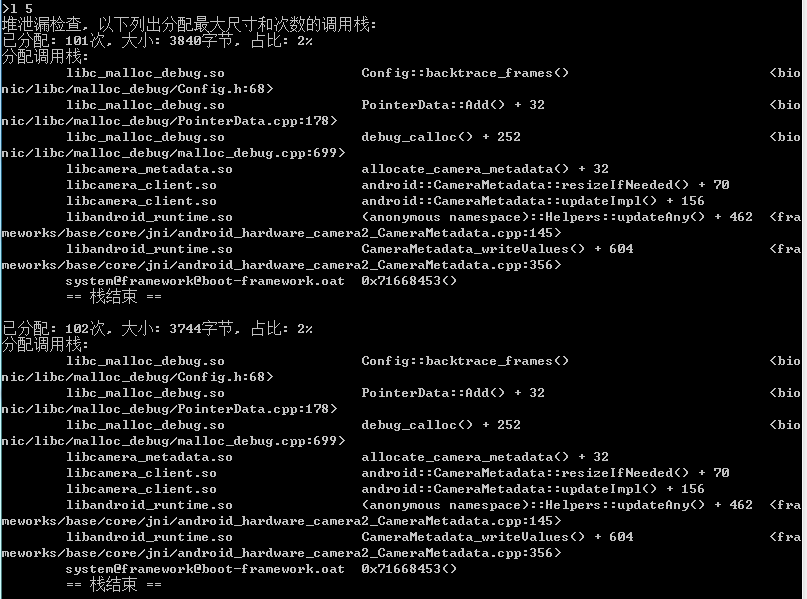 >l 5
堆泄漏检查, 以下列出分配最大尺寸和次数的调用栈:
已分配: 101次, 大小: 3840字节, 占比: 2%
分配调用栈:
libc_malloc_debug.so Config::backtrace_frames() <bio
nic/libc/malloc_debug/Config.h:68>
libc_malloc_debug.so PointerData::Add() + 32 <bio
nic/libc/malloc_debug/PointerData.cpp:178>
libc_malloc_debug.so debug_calloc() + 252 <bio
nic/libc/malloc_debug/malloc_debug.cpp:699>
libcamera_metadata.so allocate_camera_metadata() + 32
libcamera_client.so android::CameraMetadata::resizeIfNeeded() + 70
libcamera_client.so android::CameraMetadata::updateImpl() + 156
libandroid_runtime.so (anonymous namespace)::Helpers::updateAny() + 462 <fra
meworks/base/core/jni/android_hardware_camera2_CameraMetadata.cpp:145>
libandroid_runtime.so CameraMetadata_writeValues() + 604 <fra
meworks/base/core/jni/android_hardware_camera2_CameraMetadata.cpp:356>
system@framework@boot-framework.oat 0x71668453()
== 栈结束 ==
已分配: 102次, 大小: 3744字节, 占比: 2%
分配调用栈:
libc_malloc_debug.so Config::backtrace_frames() <bio
nic/libc/malloc_debug/Config.h:68>
libc_malloc_debug.so PointerData::Add() + 32 <bio
nic/libc/malloc_debug/PointerData.cpp:178>
libc_malloc_debug.so debug_calloc() + 252 <bio
nic/libc/malloc_debug/malloc_debug.cpp:699>
libcamera_metadata.so allocate_camera_metadata() + 32
libcamera_client.so android::CameraMetadata::resizeIfNeeded() + 70
libcamera_client.so android::CameraMetadata::updateImpl() + 156
libandroid_runtime.so (anonymous namespace)::Helpers::updateAny() + 462 <fra
meworks/base/core/jni/android_hardware_camera2_CameraMetadata.cpp:145>
libandroid_runtime.so CameraMetadata_writeValues() + 604 <fra
meworks/base/core/jni/android_hardware_camera2_CameraMetadata.cpp:356>
system@framework@boot-framework.oat 0x71668453()
== 栈结束 ==